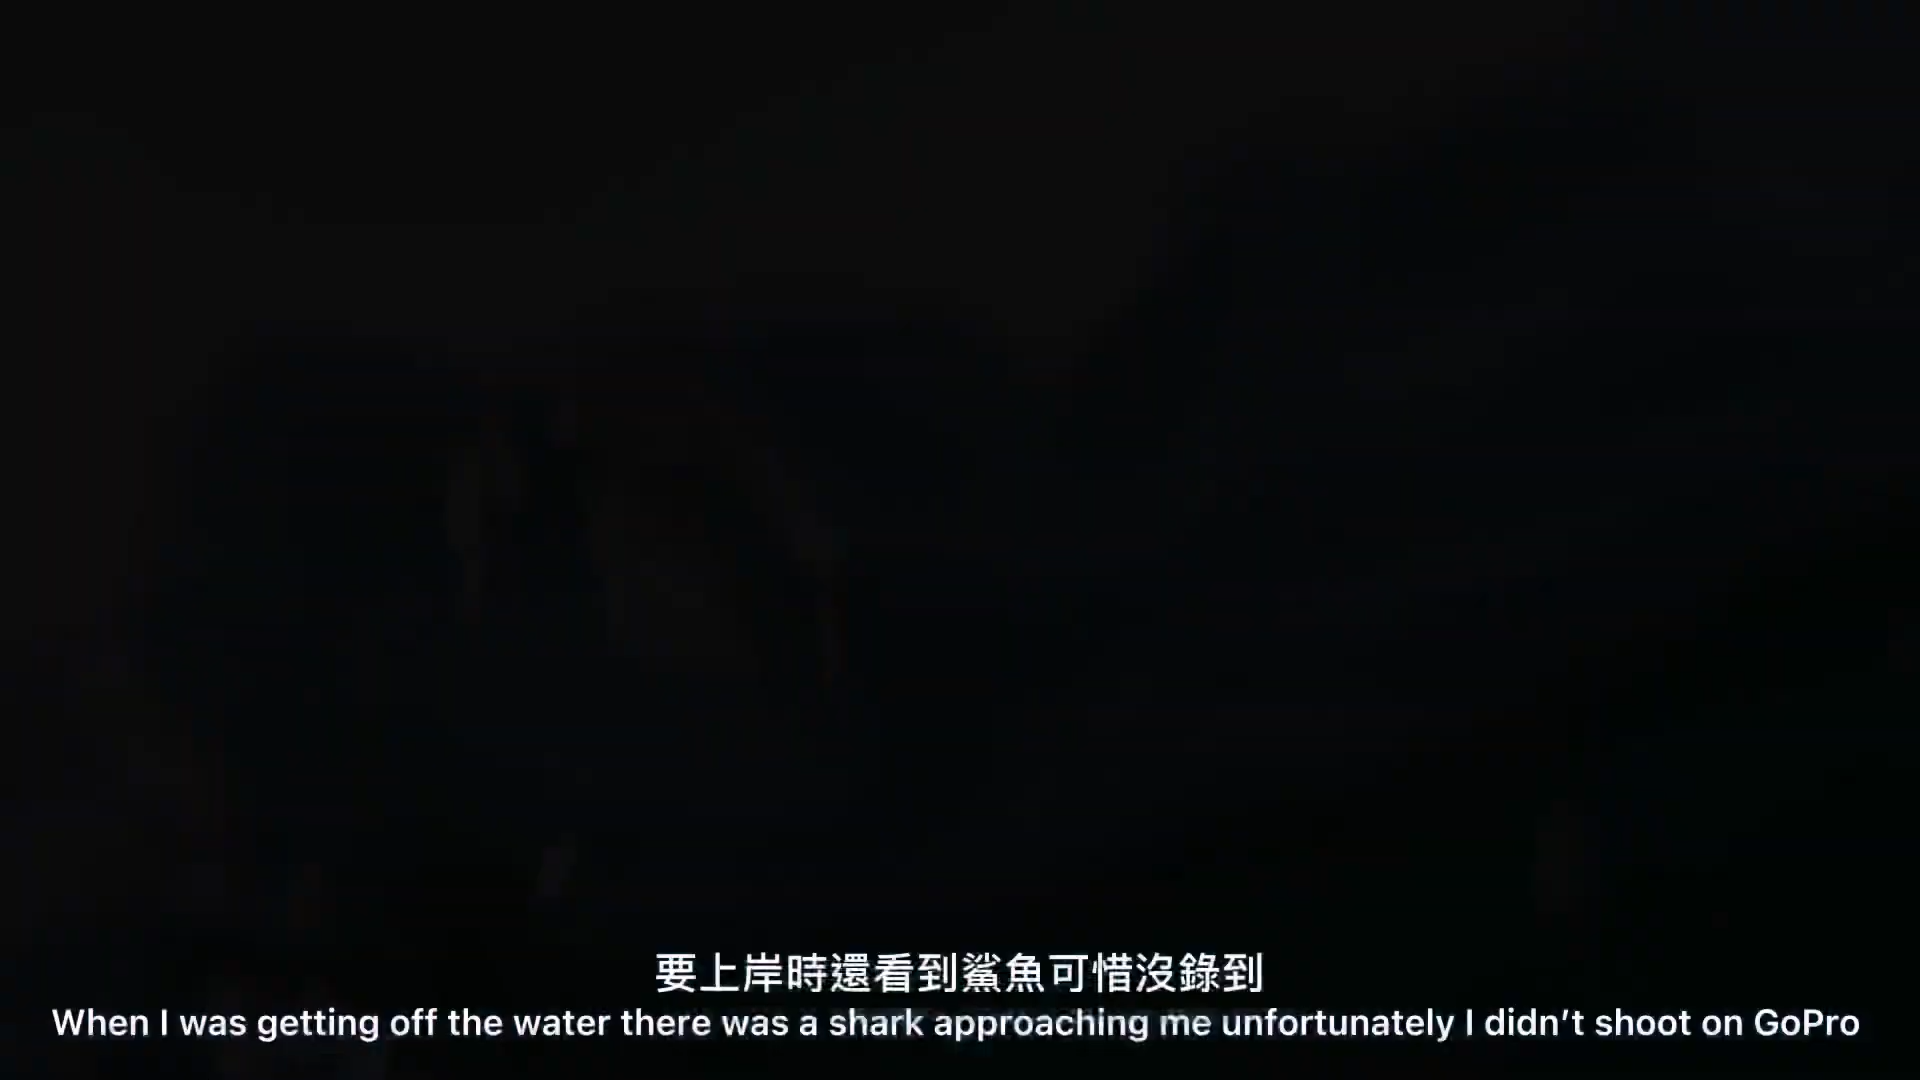 要上岸時還看到鯊魚可惜沒錄到
When I was getting off the water there was a shark approaching me unfortunately I didn’t shoot on GoPro